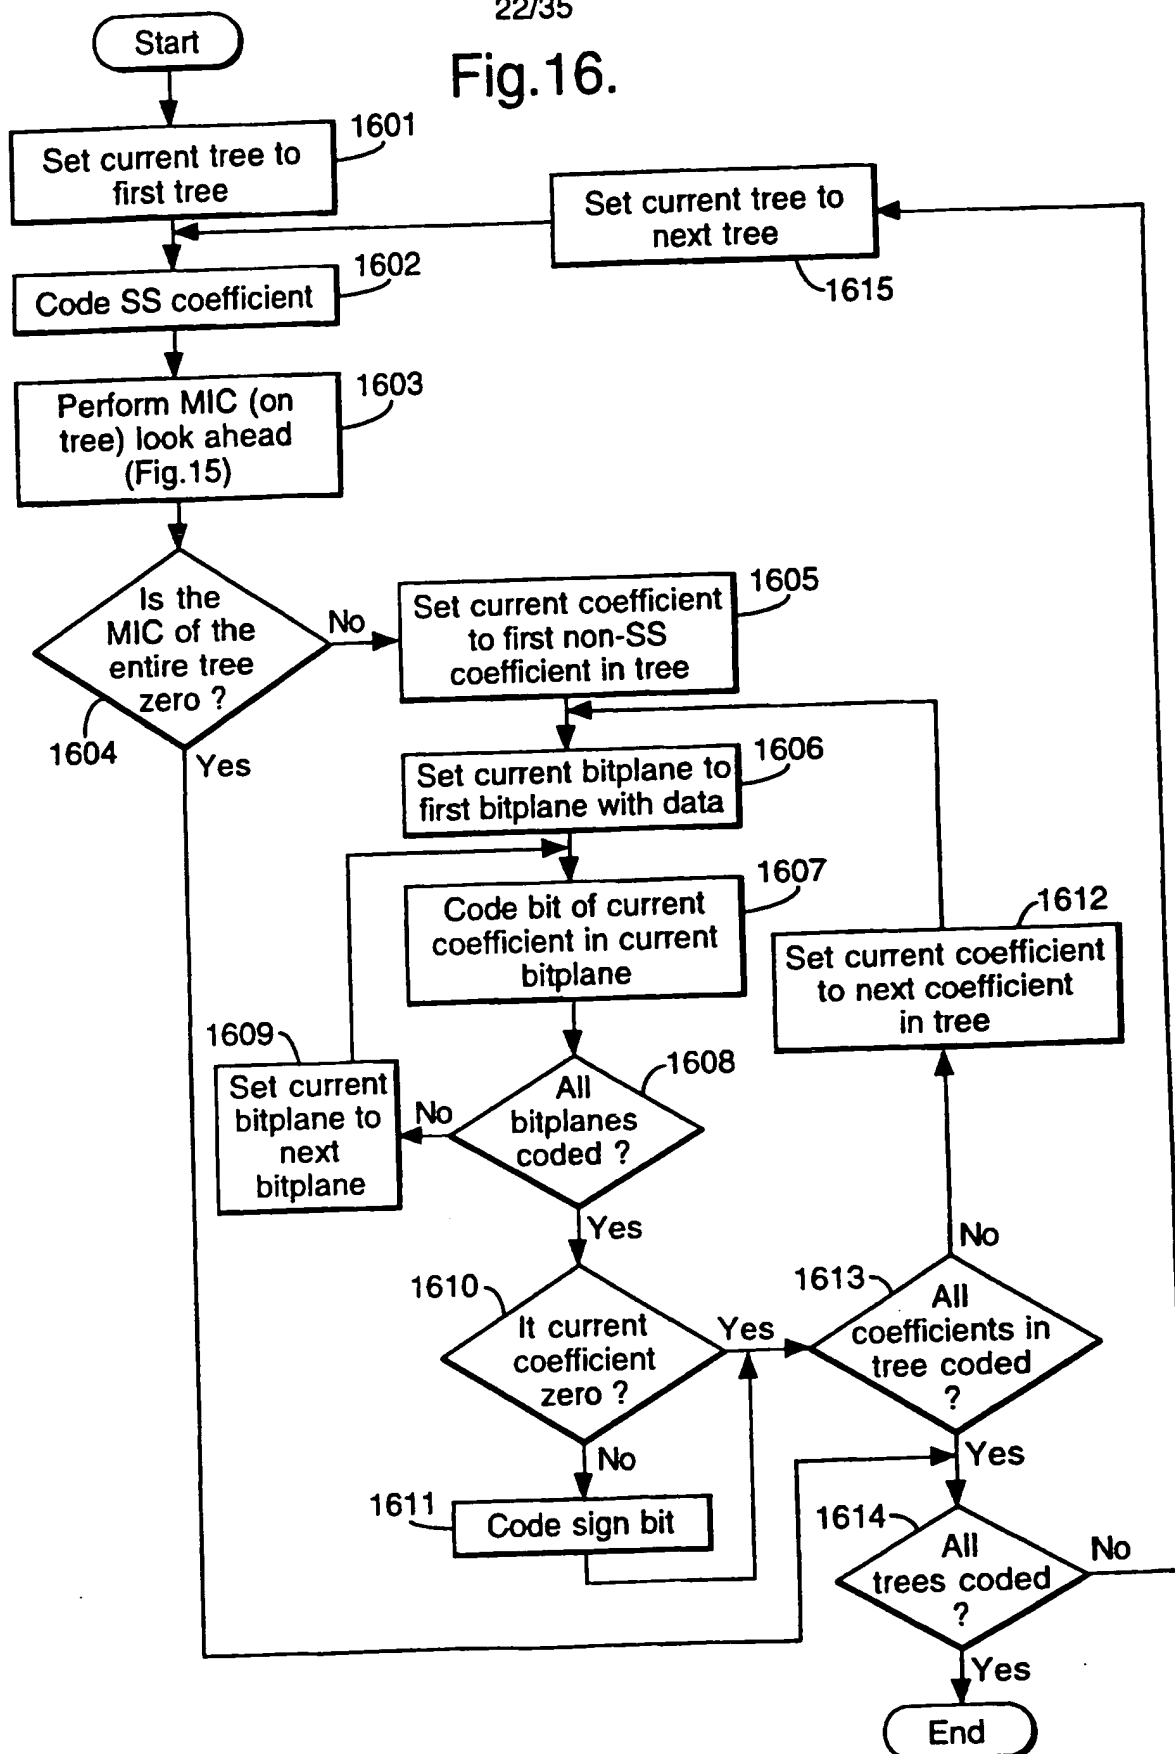 22/35
Fig.16.
Start
1601
Set current tree to
first tree
Set current tree to
next tree
1615
1602
Code SS coefficient
1603
Perform MIC (on
tree) look ahead
(Fig.15)
Is the
MIC of the
entire tree
zero ?
1604
No
Yes
1605
Set current coefficient
to first non-SS
coefficient in tree
1606
Set current bitplane to
first bitplane with data
1607
Code bit of current
coefficient in current
bitplane
1612
Set current coefficient
to next coefficient
in tree
1609
Set current
bitplane to
next
bitplane
1608
All
bitplanes
coded ?
No
Yes
1610
It current
coefficient
zero ?
Yes
No
1611
Code sign bit
1613
All
coefficients in
tree coded
?
No
Yes
1614
All
trees coded
?
No
Yes
End